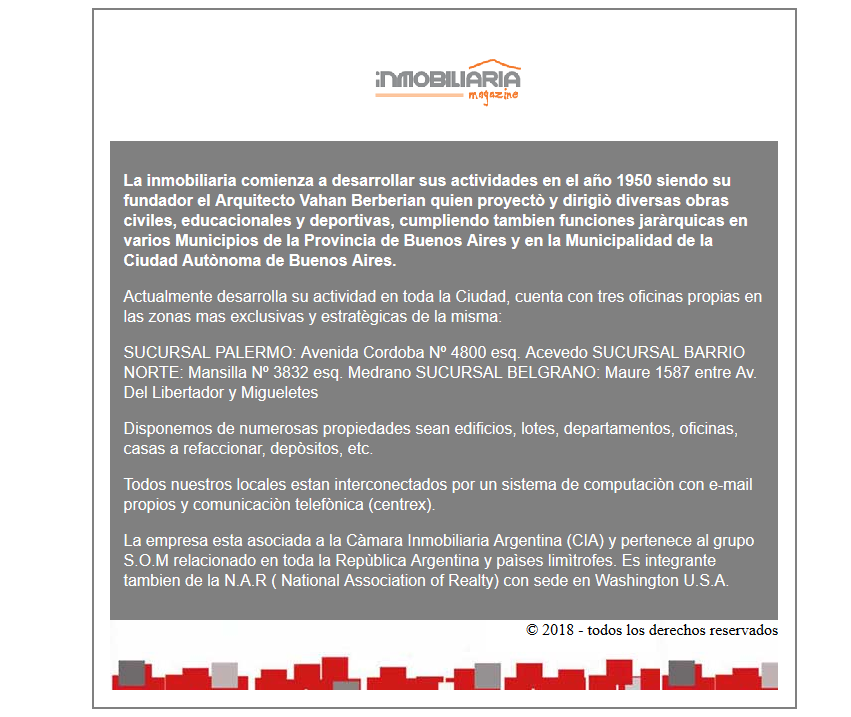 INMOBILIARIA
magazine
La inmobiliaria comienza a desarrollar sus actividades en el año 1950 siendo su
fundador el Arquitecto Vahan Berberian quien proyectò y dirigiò diversas obras
civiles, educacionales y deportivas, cumpliendo tambien funciones jaràrquicas en
varios Municipios de la Provincia de Buenos Aires y en la Municipalidad de la
Ciudad Autònoma de Buenos Aires.
Actualmente desarrolla su actividad en toda la Ciudad, cuenta con tres oficinas propias en
las zonas mas exclusivas y estratègicas de la misma:
SUCURSAL PALERMO: Avenida Cordoba Nº 4800 esq. Acevedo SUCURSAL BARRIO
NORTE: Mansilla Nº 3832 esq. Medrano SUCURSAL BELGRANO: Maure 1587 entre Av.
Del Libertador y Migueletes
Disponemos de numerosas propiedades sean edificios, lotes, departamentos, oficinas,
casas a refaccionar, depòsitos, etc.
Todos nuestros locales estan interconectados por un sistema de computaciòn con e-mail
propios y comunicaciòn telefònica (centrex).
La empresa esta asociada a la Càmara Inmobiliaria Argentina (CIA) y pertenece al grupo
S.O.M relacionado en toda la Repùblica Argentina y paìses limìtrofes. Es integrante
tambien de la N.A.R ( National Association of Realty) con sede en Washington U.S.A.
© 2018 - todos los derechos reservados